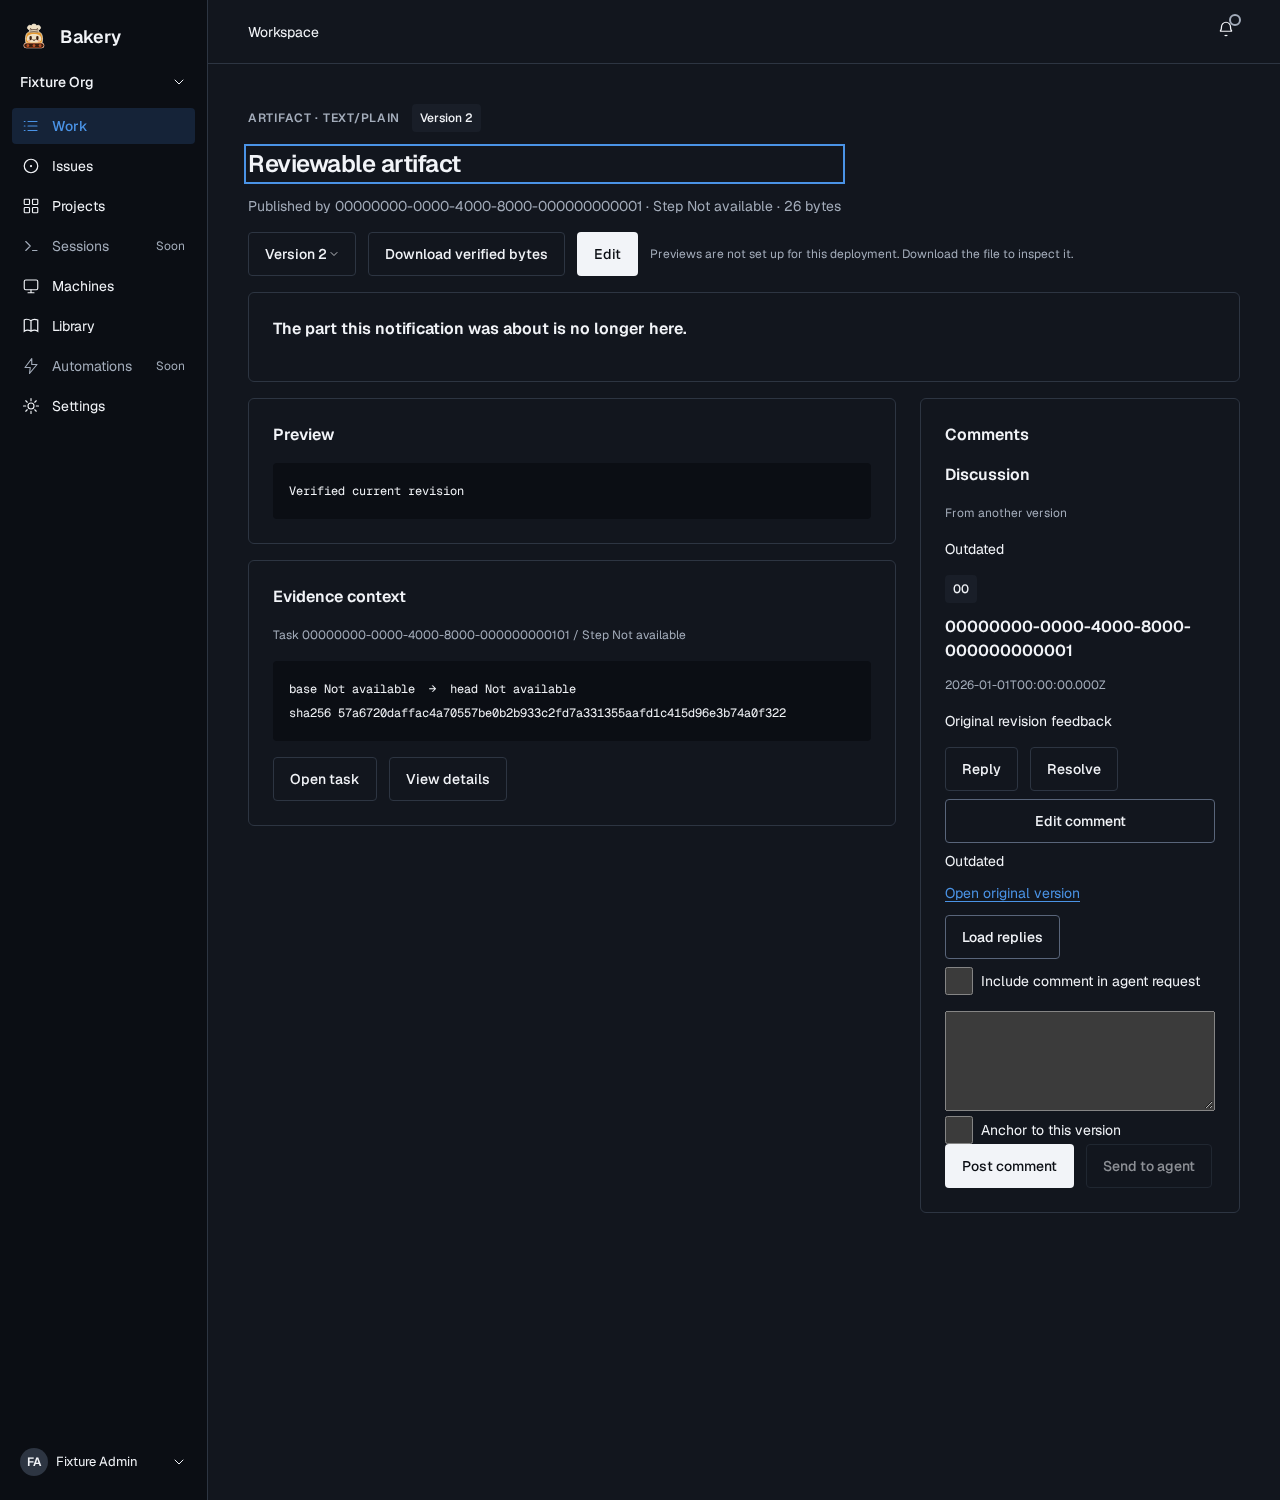 Bakery
Fixture Org
Work
Issues
Projects
Sessions Soon
Machines
Library
Automations Soon
Settings
FA Fixture Admin
Workspace
ARTIFACT · TEXT/PLAIN Version 2
Reviewable artifact
Published by 00000000-0000-4000-8000-000000000001 · Step Not available · 26 bytes
Version 2 Download verified bytes Edit Previews are not set up for this deployment. Download the file to inspect it.
The part this notification was about is no longer here.
Preview
Verified current revision
Evidence context
Task 00000000-0000-4000-8000-000000000101 / Step Not available
base Not available → head Not available
sha256 57a6720daffac4a70557be0b2b933c2fd7a331355aafd1c415d96e3b74a0f322
Open task View details
Comments
Discussion
From another version
Outdated
00
00000000-0000-4000-8000-
000000000001
2026-01-01T00:00:00.000Z
Original revision feedback
Reply Resolve
Edit comment
Outdated
Open original version
Load replies
Include comment in agent request
Anchor to this version
Post comment Send to agent